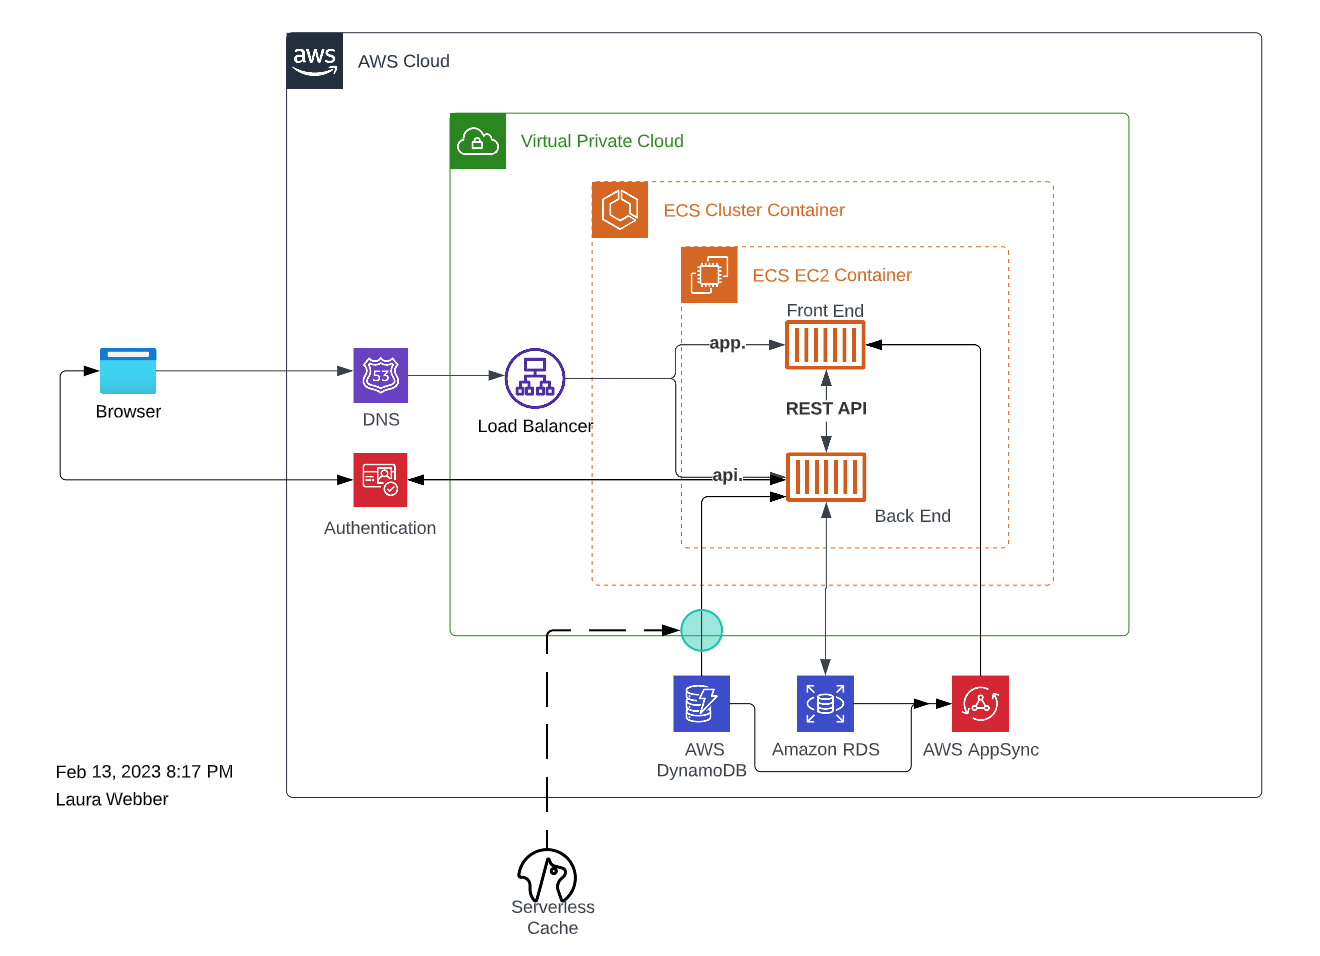 aws
AWS Cloud
Virtual Private Cloud
ECS Cluster Container
ECS EC2 Container
Front End
app.
53
Browser
DNS
Load Balancer
REST API
api.
Authentication
Back End
AWS
DynamoDB
Amazon RDS
AWS AppSync
Feb 13, 2023 8:17 PM
Laura Webber
Serverless
Cache